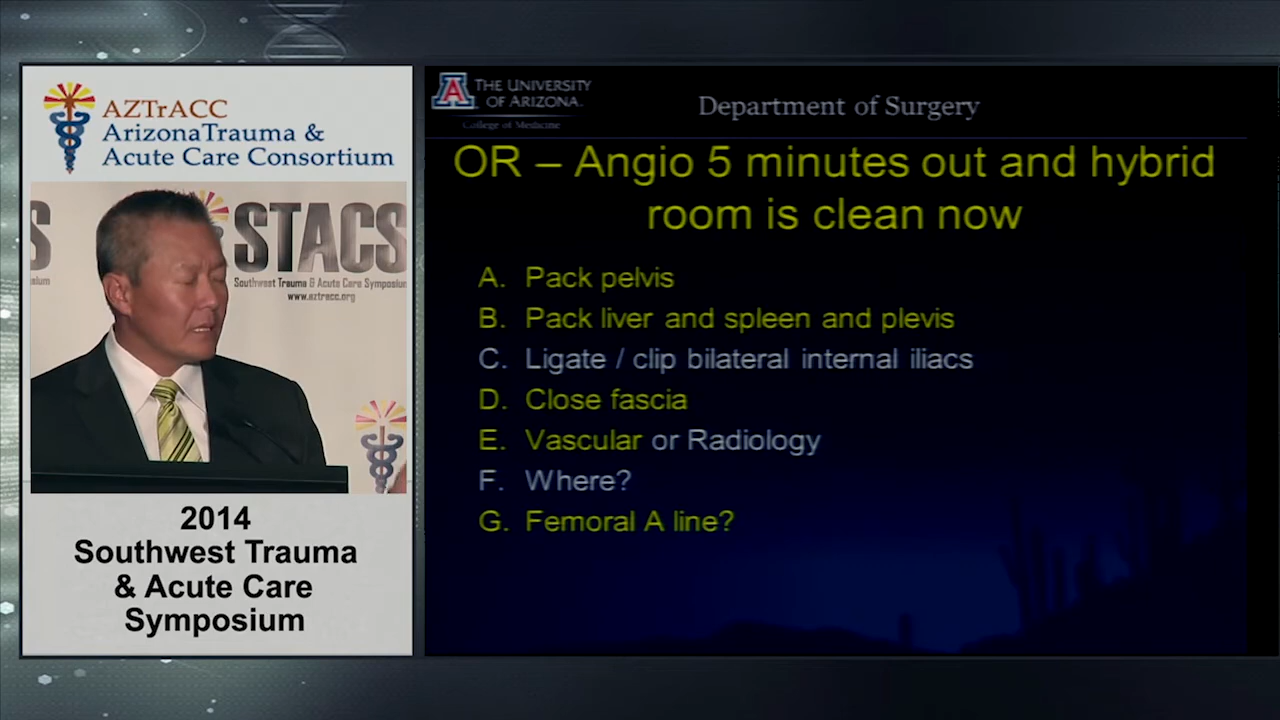 AZTrACC
ArizonaTrauma &
Acute Care Consortium
S
STACS
Southwest Trauma & Acute Care Symposium
www.aztracc.org
2014
Southwest Trauma
& Acute Care
Symposium
A
THE UNIVERSITY
OF ARIZONA.
College of Medicine
Department of Surgery
OR – Angio 5 minutes out and hybrid
room is clean now
A. Pack pelvis
B. Pack liver and spleen and plevis
C. Ligate / clip bilateral internal iliacs
D. Close fascia
E. Vascular or Radiology
F. Where?
G. Femoral A line?